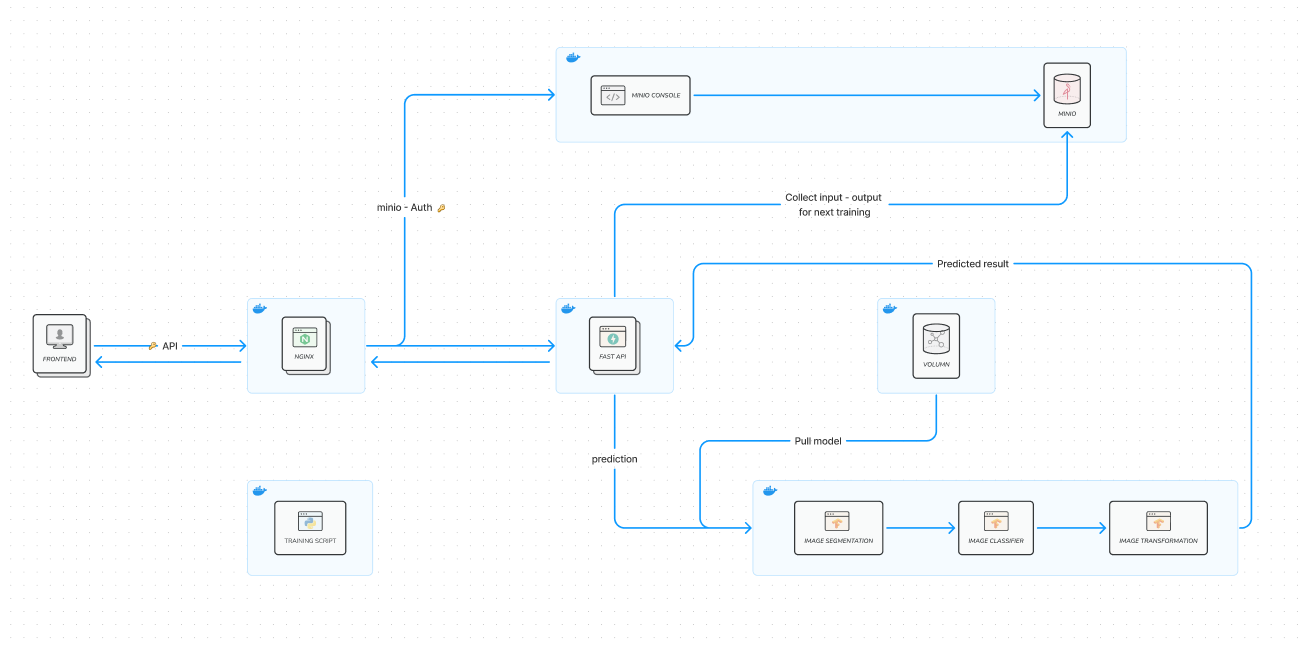 MINIO CONSOLE
MINIO
minio - Auth
Collect input - output
for next training
Predicted result
FRONTEND
API
NGINX
FAST API
VOLUMN
Pull model
prediction
TRAINING SCRIPT
IMAGE SEGMENTATION
IMAGE CLASSIFIER
IMAGE TRANSFORMATION